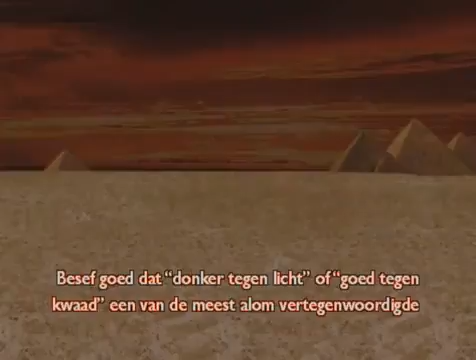 Besef goed dat “donker tegen licht” of “goed tegen
kwaad” een van de meest alom vertegenwoordigde